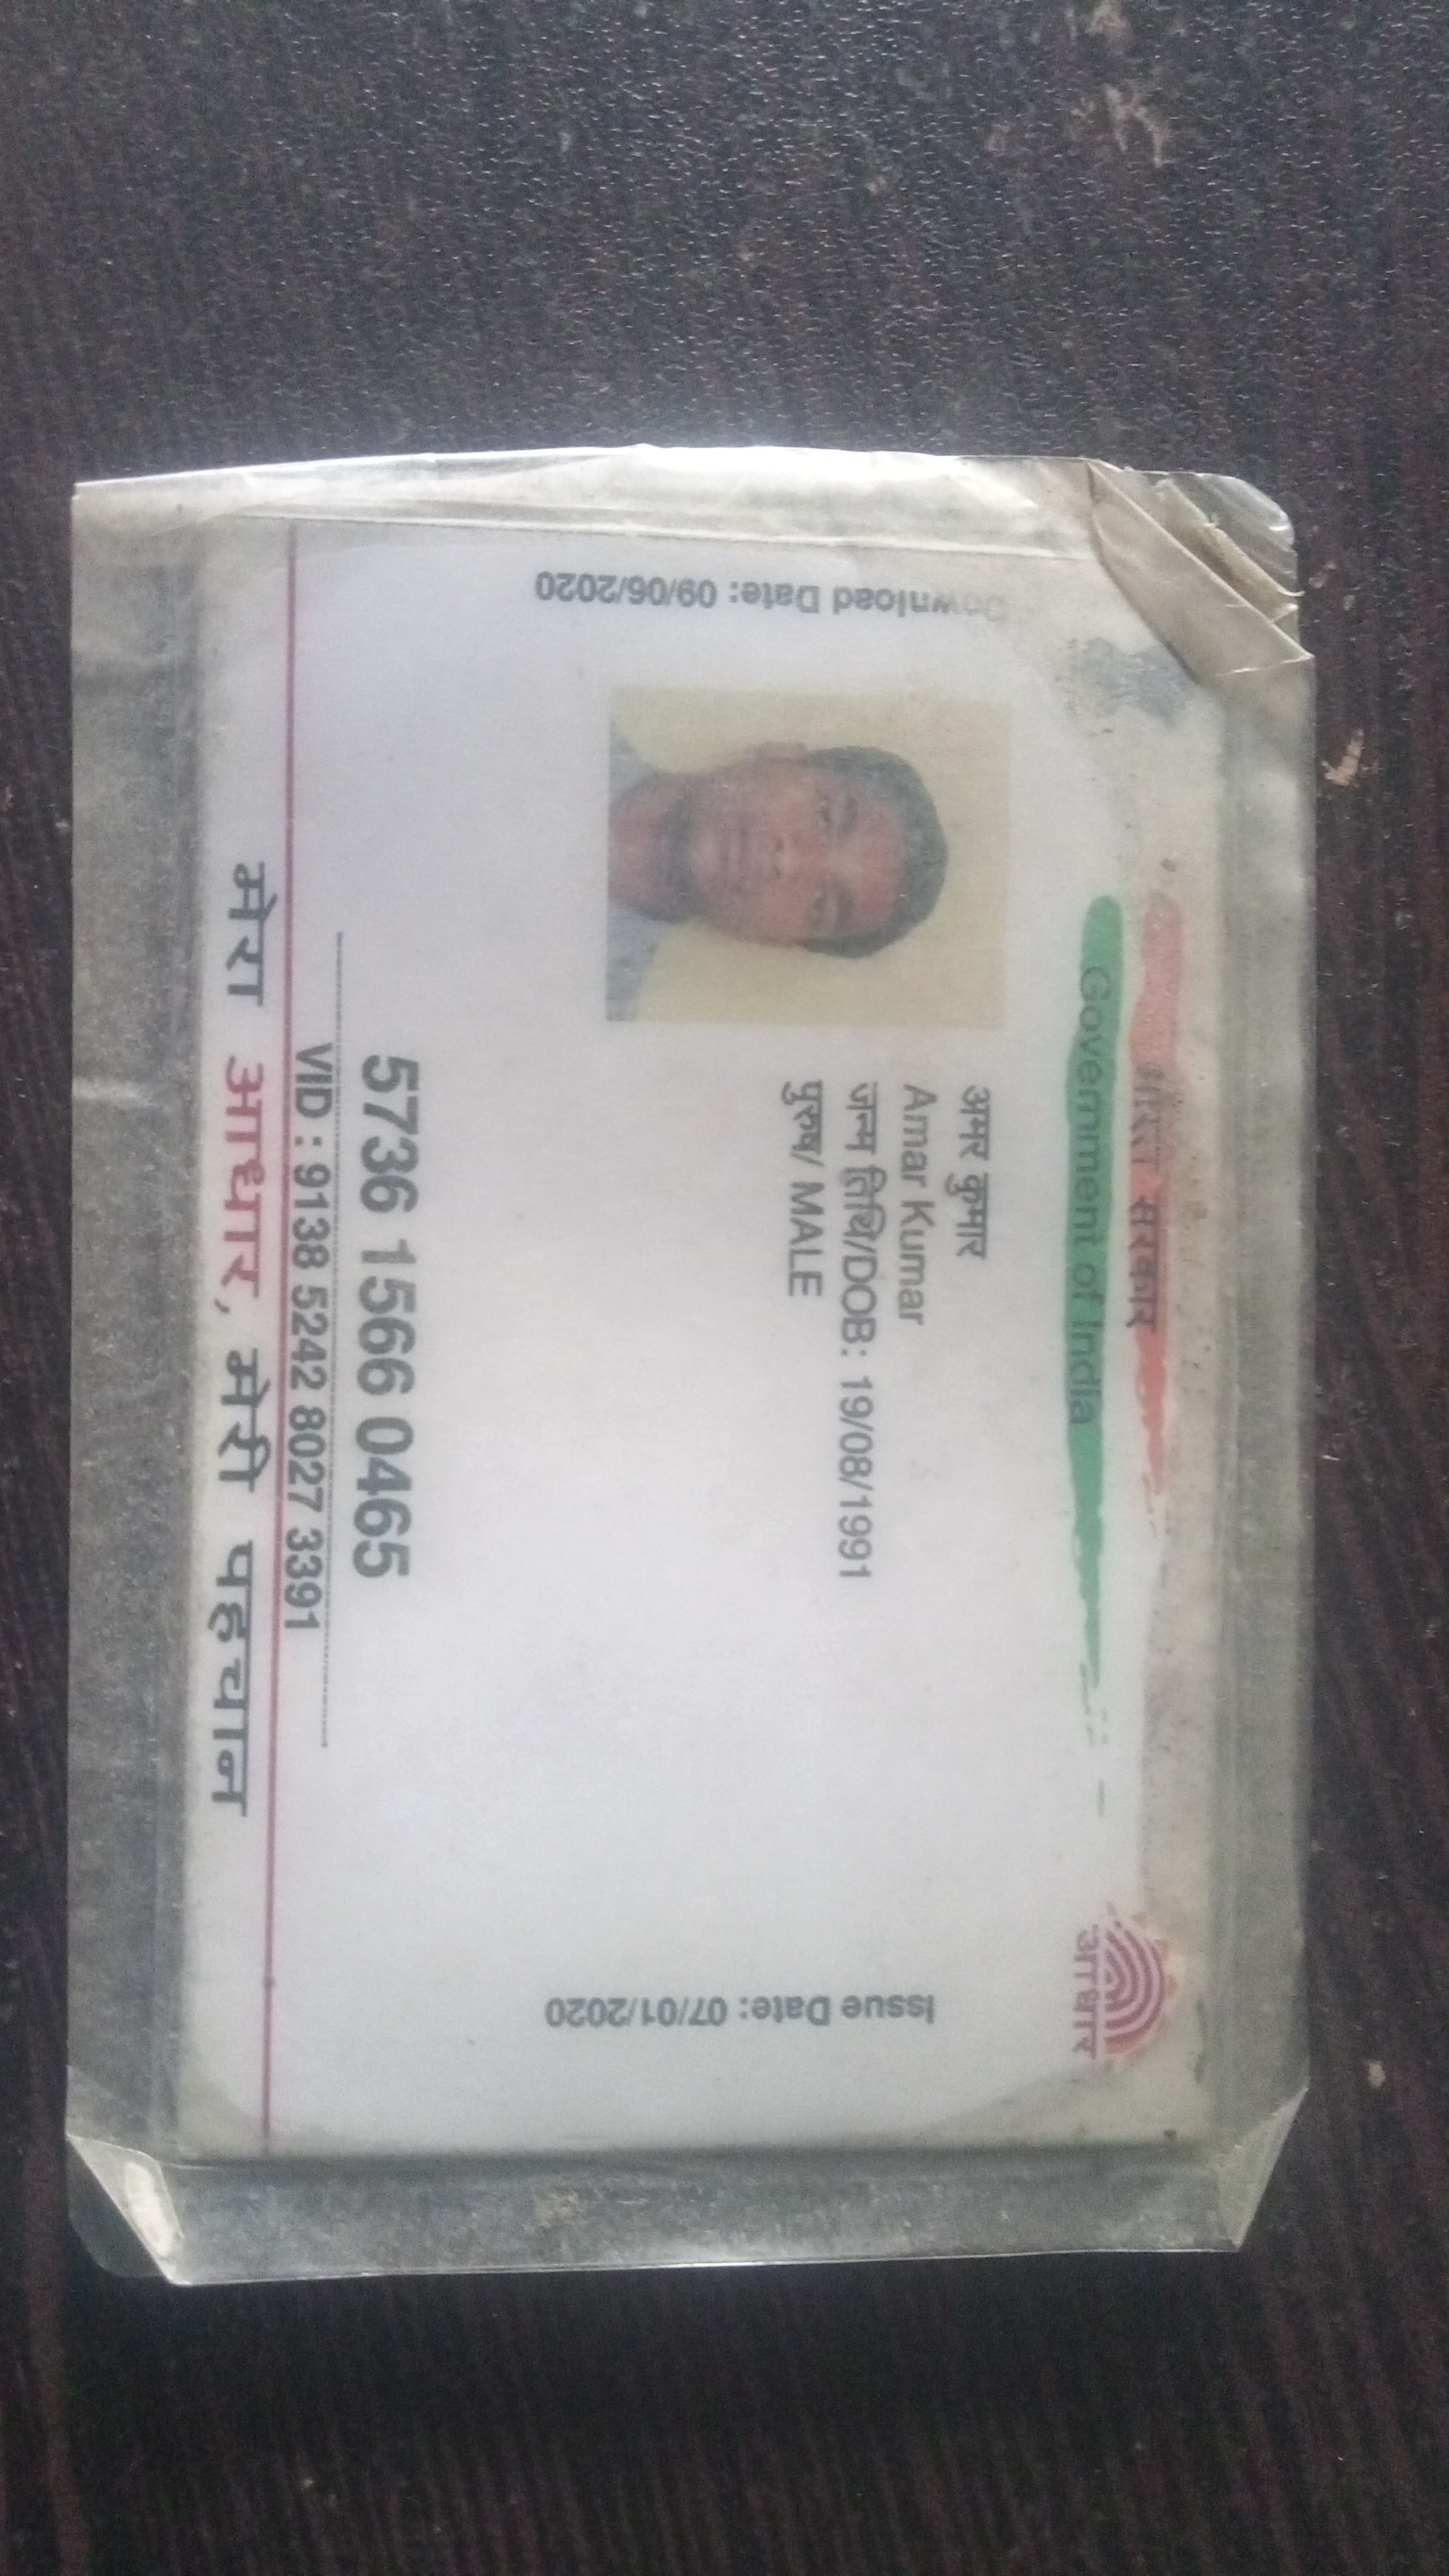 भारत सरकार
Government of India
Download Date: 09/06/2020
अमर कुमार
Amar Kumar
जन्म तिथि/DOB: 19/08/1991
पुरुष/ MALE
Issue Date: 07/01/2020
आधार
5736 1566 0465
VID : 9138 5242 8027 3391
मेरा आधार, मेरी पहचान